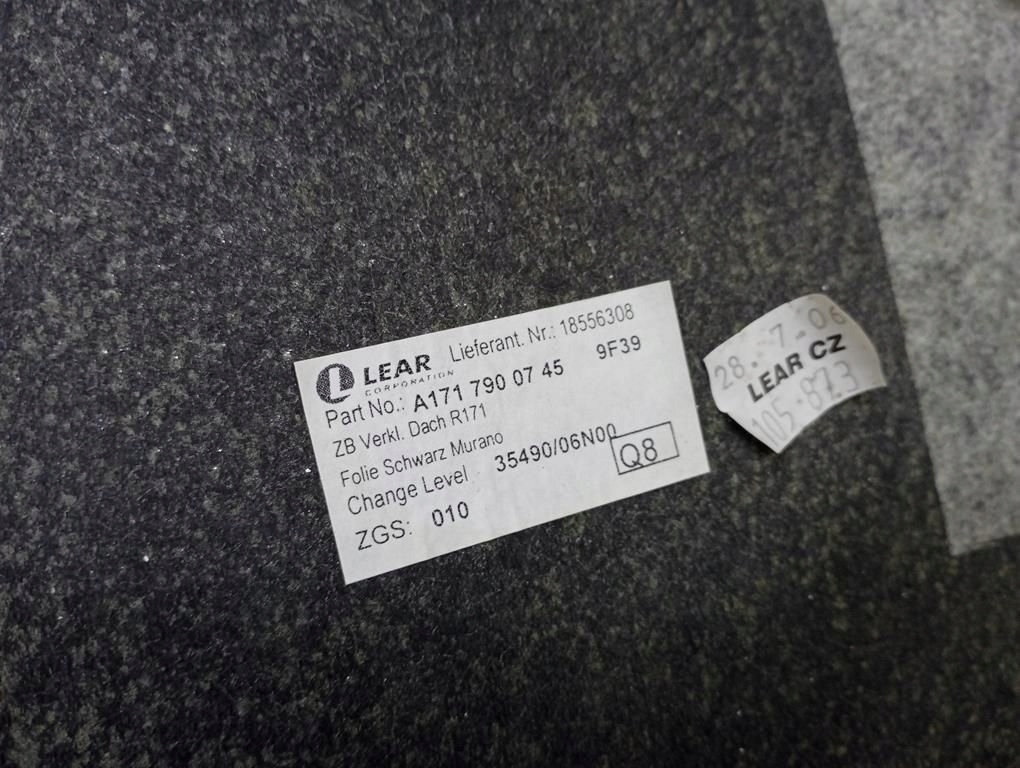 LEAR
CORPORATION
Lieferant. Nr.: 18556308
Part No.: A171 790 07 45 9F39
ZB Verkl. Dach R171
Folie Schwarz Murano
Change Level 35490/06N00
Q8
ZGS: 010
28.-7-06
LEAR CZ
105-873